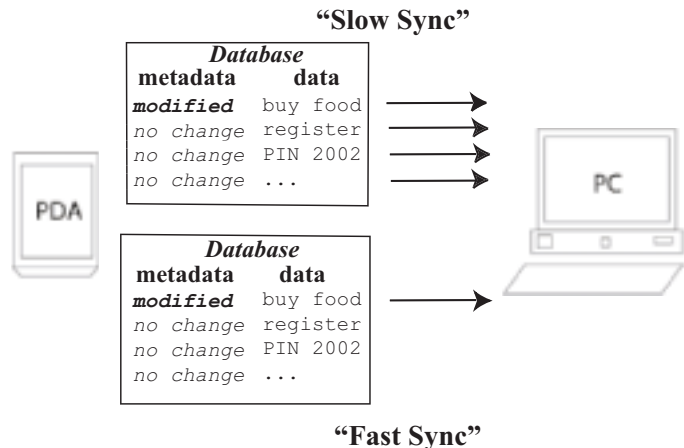 “Slow Sync”
Database
metadata data
modified buy food
no change register
no change PIN 2002
no change ...
PDA
PC
Database
metadata data
modified buy food
no change register
no change PIN 2002
no change ...
“Fast Sync”